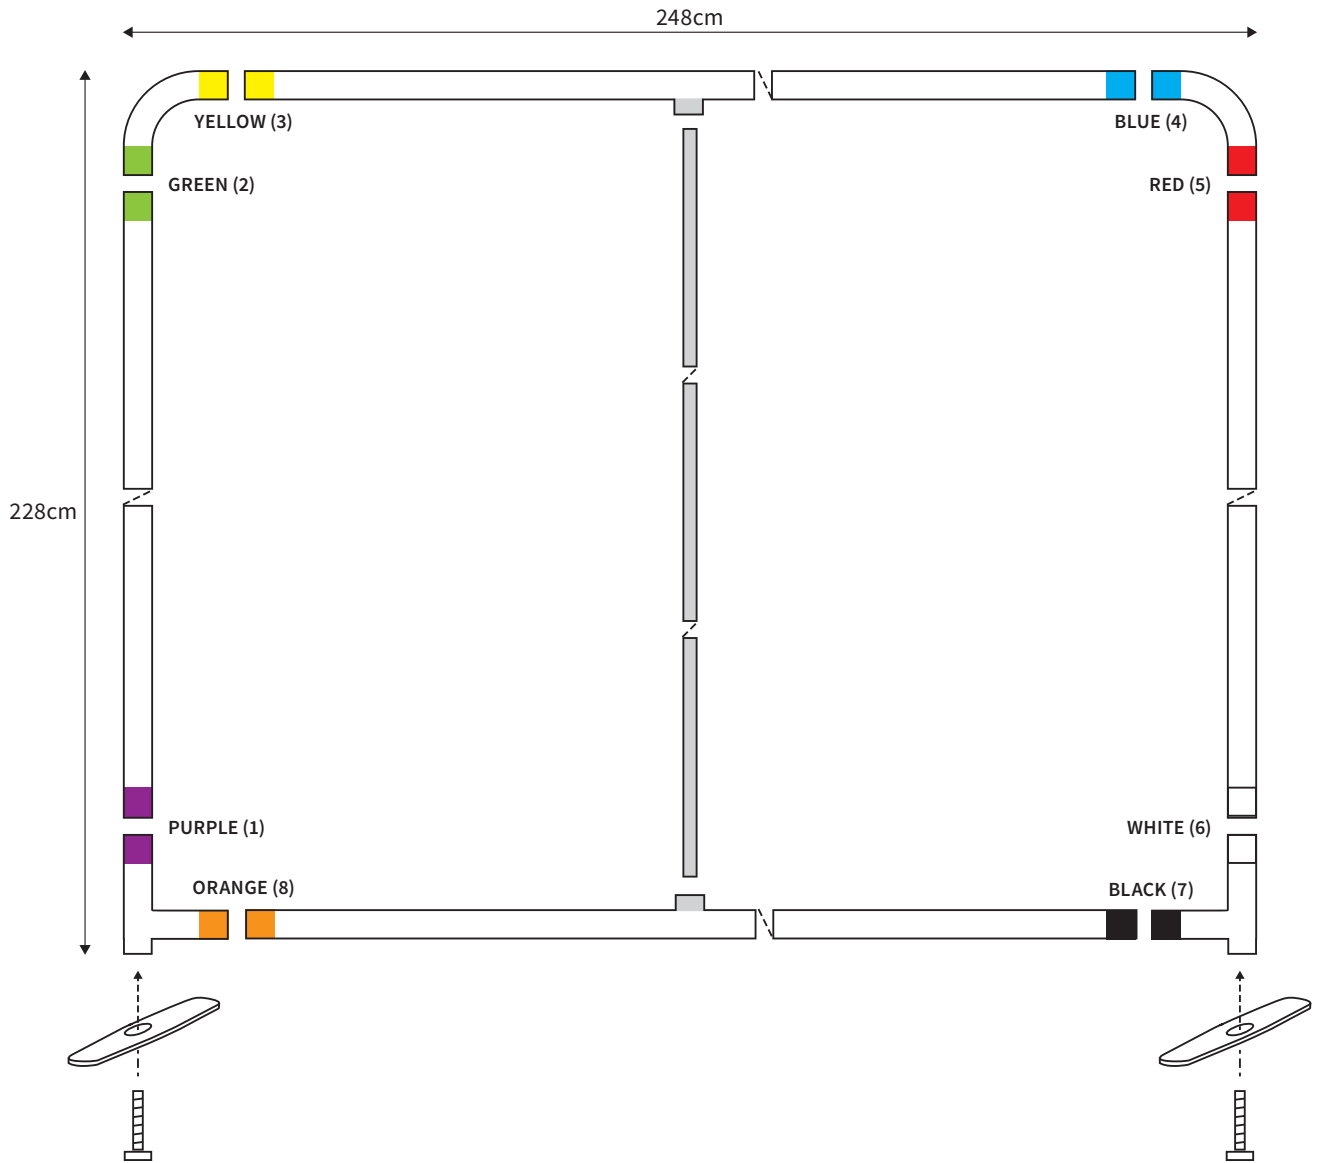 248cm
YELLOW (3)
BLUE (4)
GREEN (2)
RED (5)
228cm
PURPLE (1)
WHITE (6)
ORANGE (8)
BLACK (7)